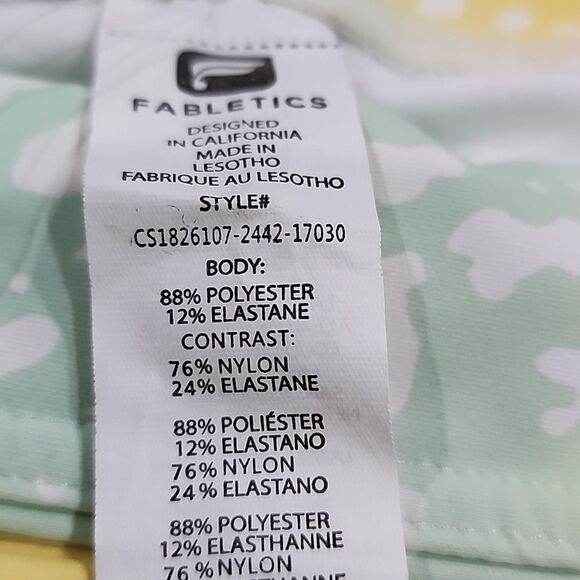 FABLETICS
DESIGNED
IN CALIFORNIA
MADE IN
LESOTHO
FABRIQUE AU LESOTHO
STYLE#
CS1826107-2442-17030
BODY:
88% POLYESTER
12% ELASTANE
CONTRAST:
76% NYLON
24% ELASTANE
88% POLIÉSTER
12% ELASTANO
76% NYLON
24% ELASTANO
88% POLYESTER
12% ELASTHANNE
76 % NYLON